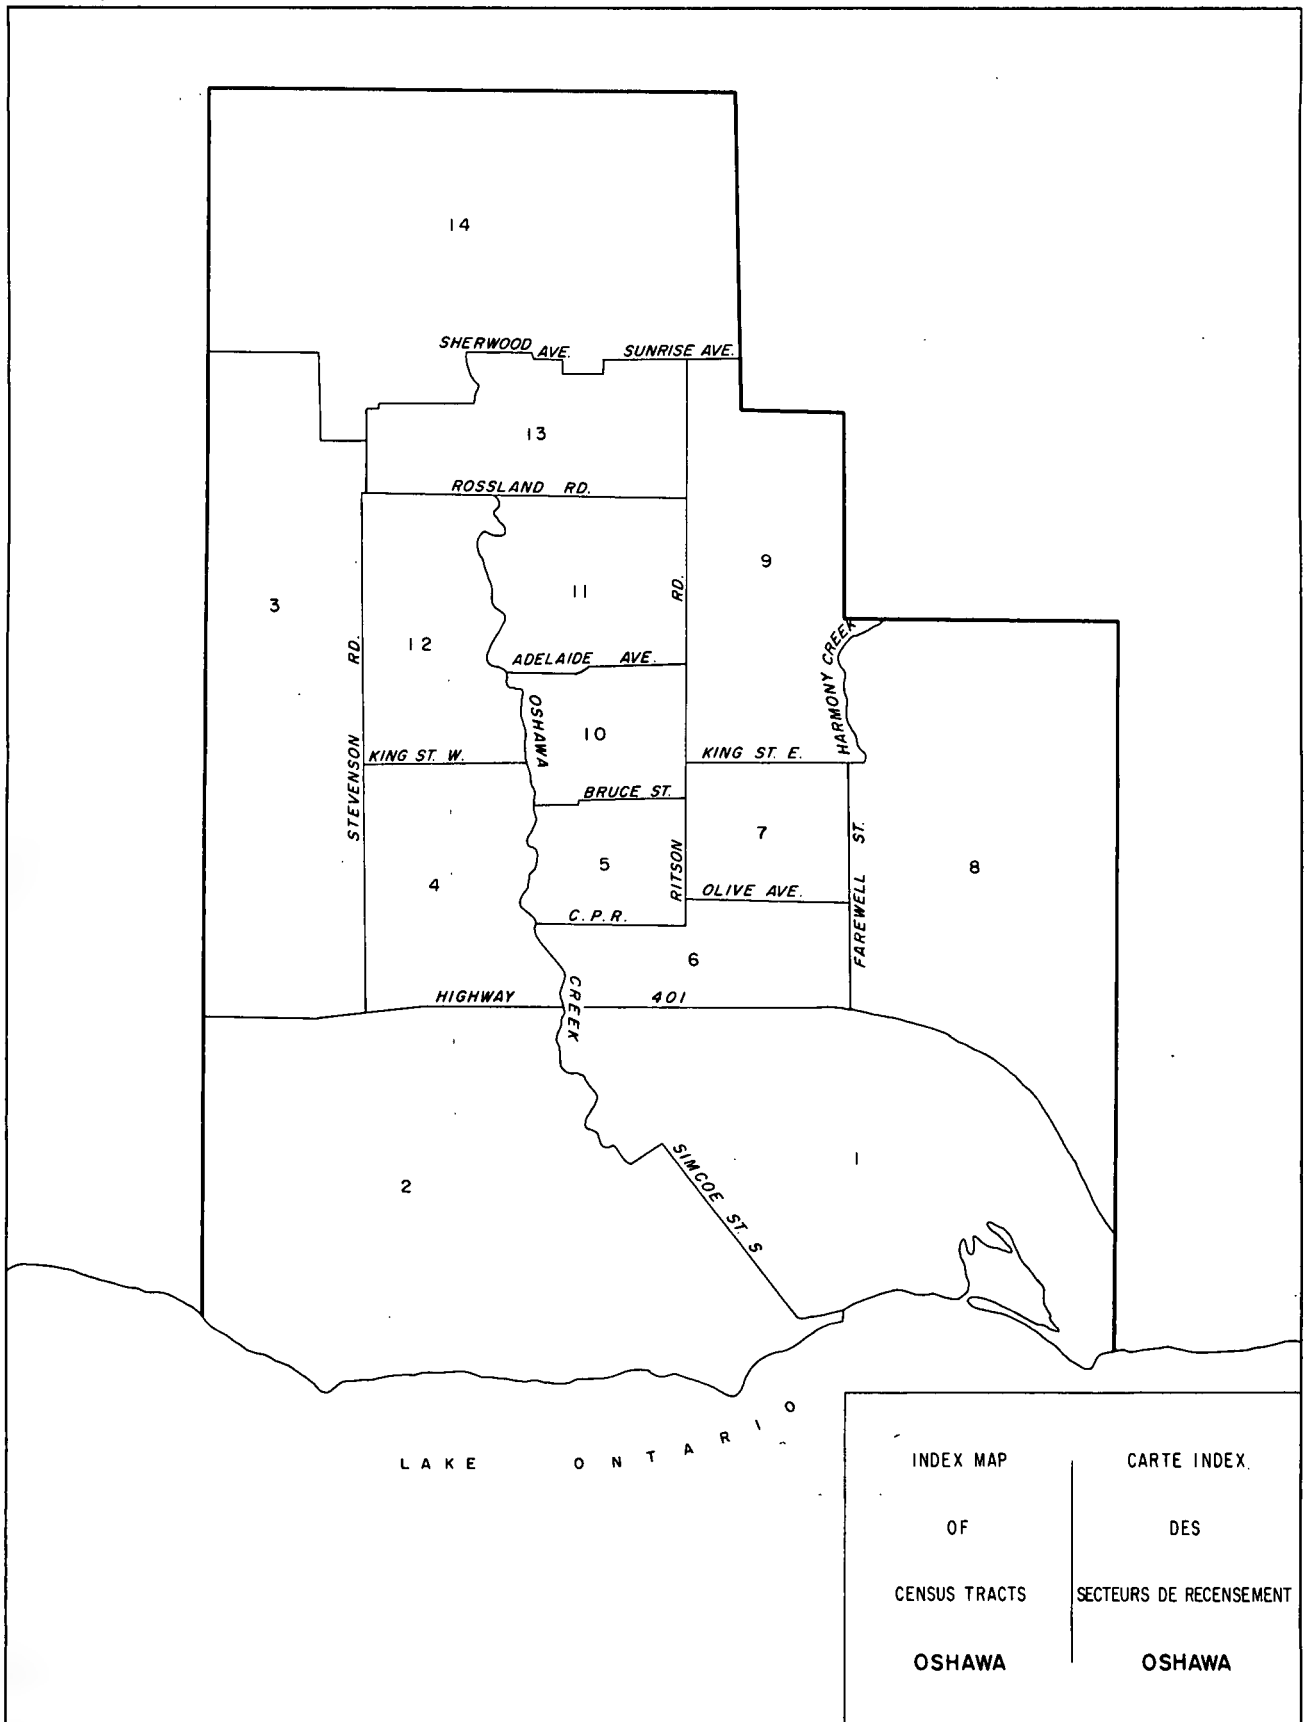 14
SHERWOOD AVE.
SUNRISE AVE.
13
ROSSLAND RD.
9
11
3
RD.
12
RD.
ADELAIDE AVE.
HARMONY CREEK
OSHAWA
10
KING ST. W.
KING ST. E.
STEVENSON
BRUCE ST.
7
ST.
5
8
4
RITSON
OLIVE AVE.
C. P. R.
FAREWELL
6
HIGHWAY 401
CREEK
1
2
SIMCOE ST. S
LAKE ONTARIO
INDEX MAP
OF
CENSUS TRACTS
OSHAWA
CARTE INDEX.
DES
SECTEURS DE RECENSEMENT
OSHAWA